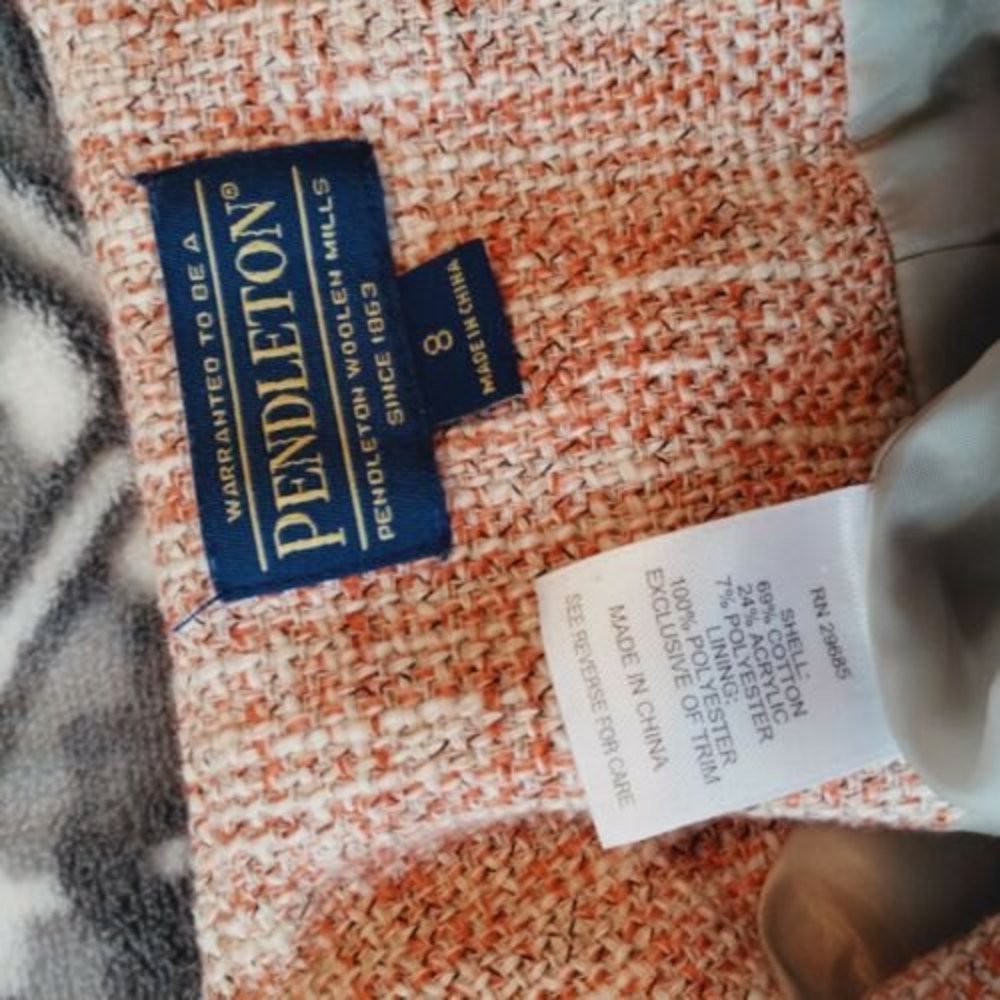 WARRANTED TO BE A
PENDLETON®
PENDLETON WOOLEN MILLS
SINCE 1863
8
MADE IN CHINA
RN 29685
SHELL:
69% COTTON
24% ACRYLIC
7% POLYESTER
LINING:
100% POLYESTER
EXCLUSIVE OF TRIM
MADE IN CHINA
SEE REVERSE FOR CARE